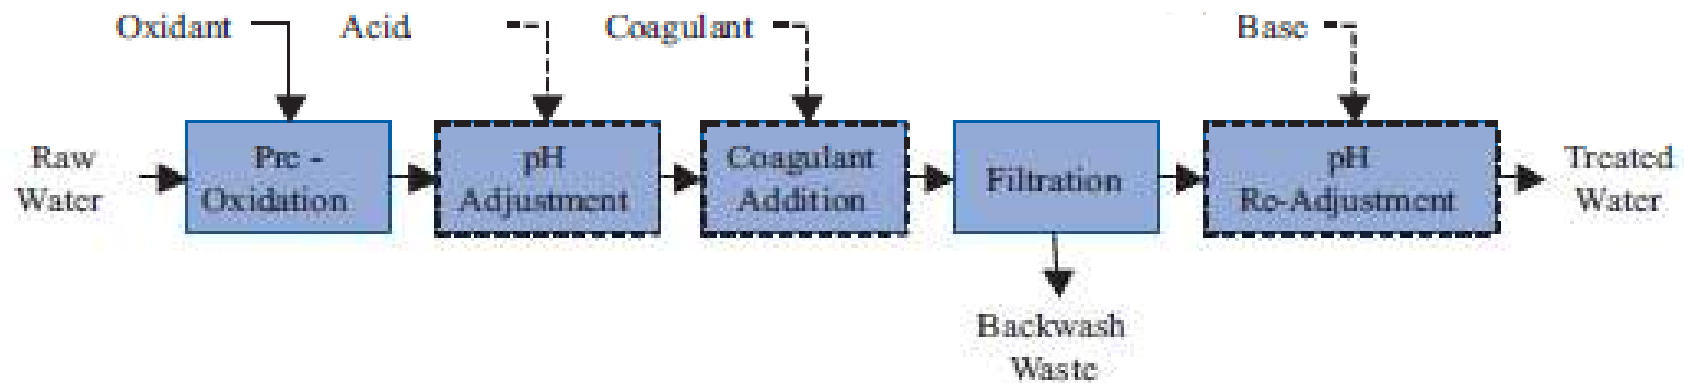 Oxidant
Acid
Coagulant
Base
Raw
Water
Pre -
Oxidation
pH
Adjustment
Coagulant
Addition
Filtration
pH
Re-Adjustment
Treated
Water
Backwash
Waste